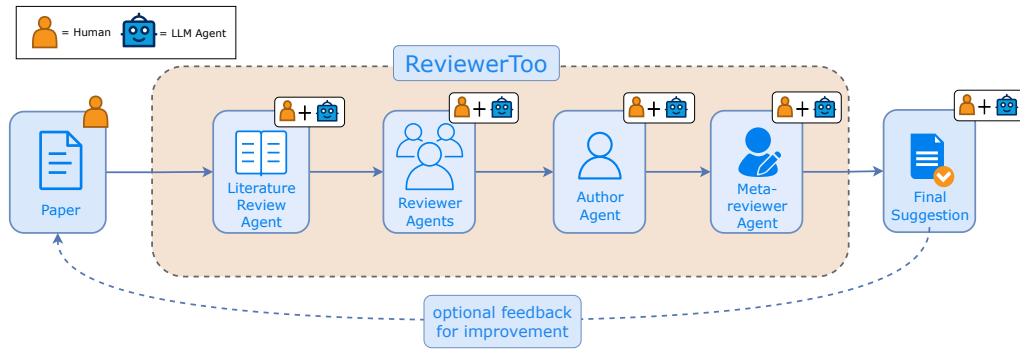 = Human
= LLM Agent
ReviewerToo
Paper
Literature
Review
Agent
Reviewer
Agents
Author
Agent
Meta-
reviewer
Agent
Final
Suggestion
optional feedback
for improvement